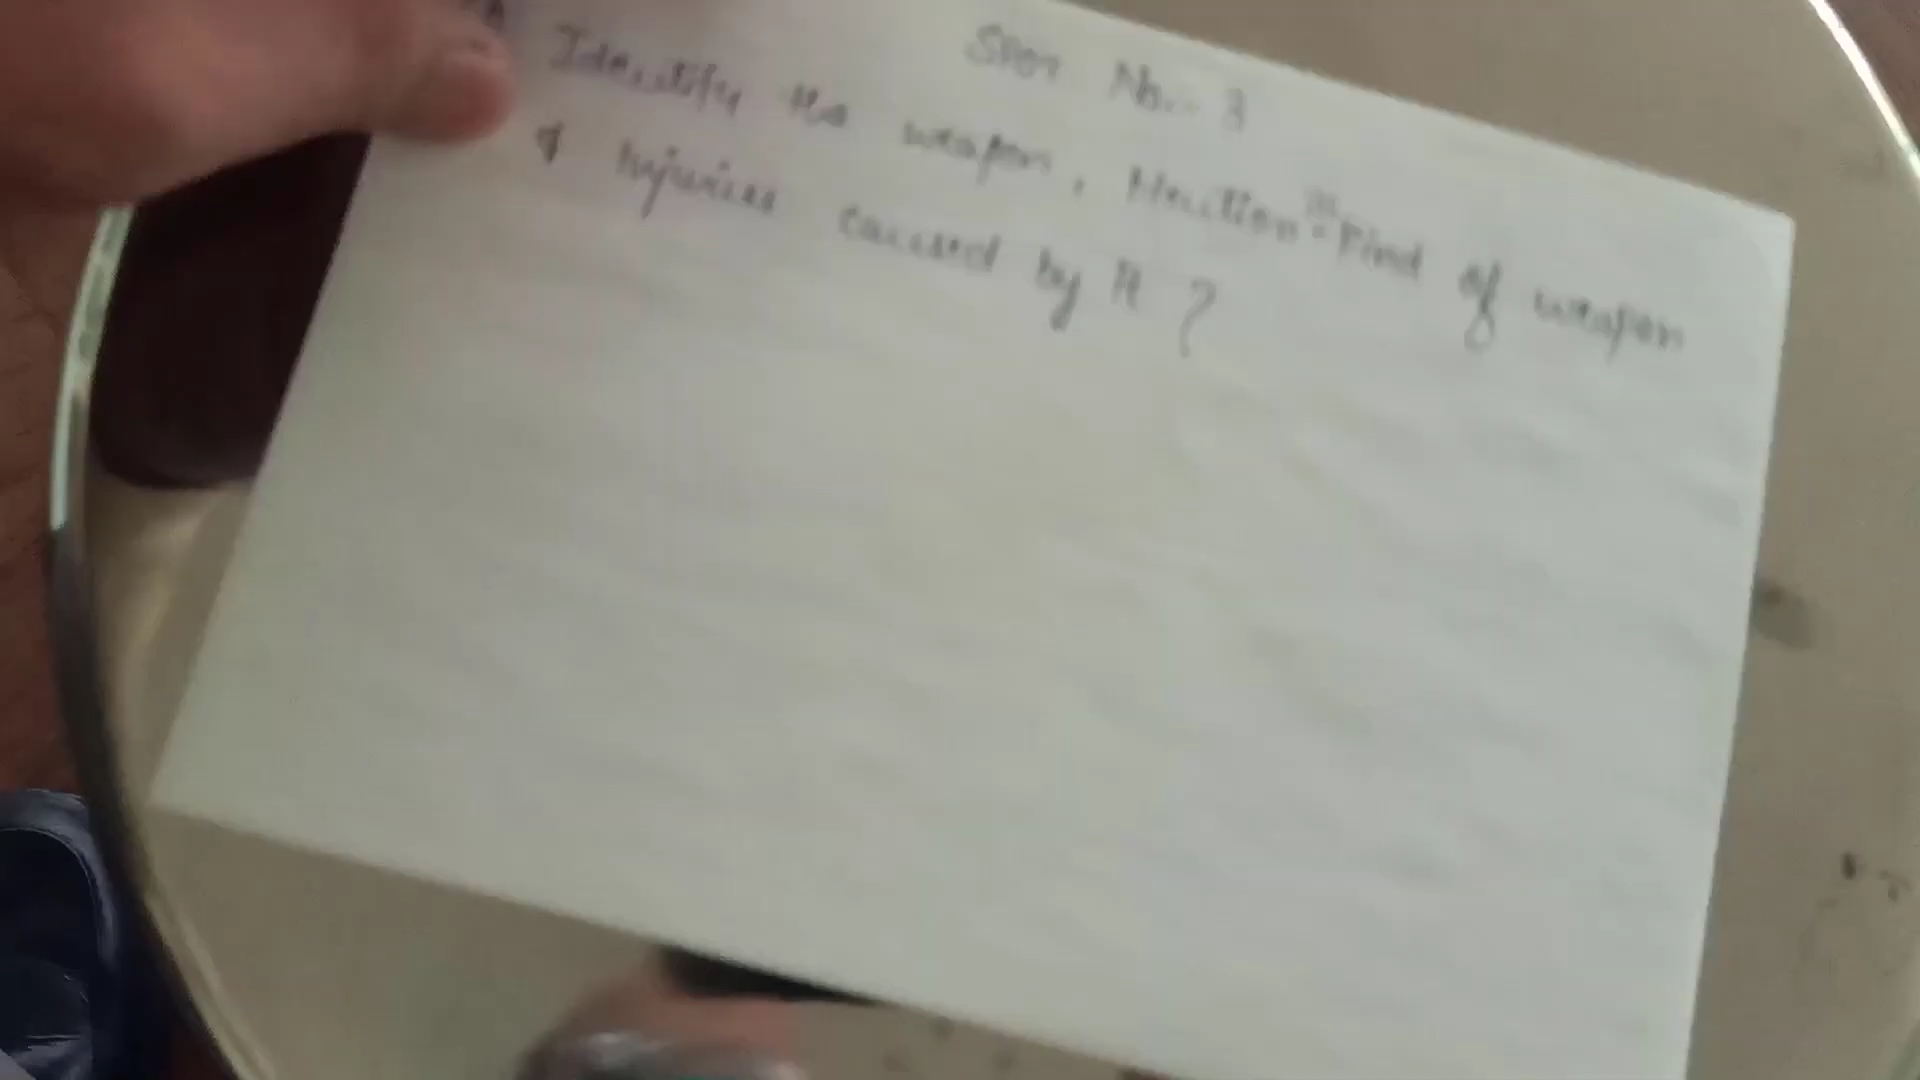 Spot No.- 3
Identify the weapon, Mention kind of weapon
& Injuries caused by it ?